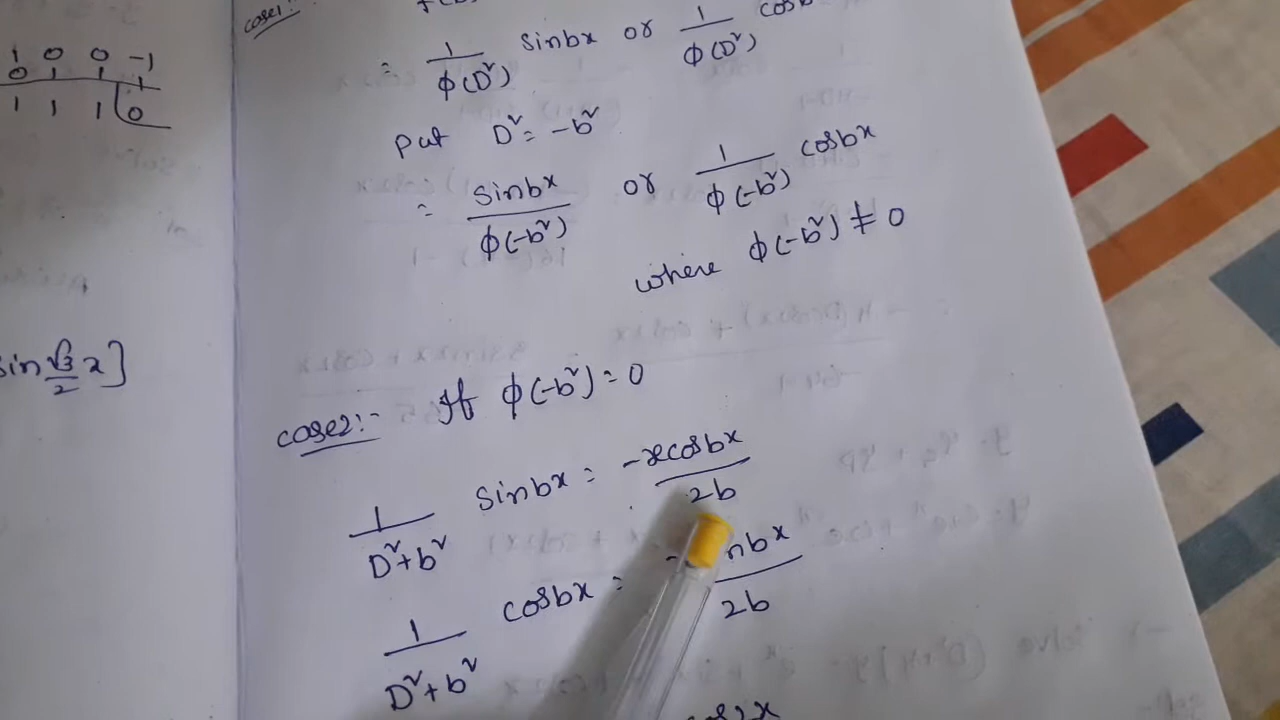 1 0 0 -1
0 1 1 1
1 1 1 0
sin √3/2 x]
case1:-
= 1/φ(D²) sinbx or 1/φ(D²) cosb
put D² = -b²
= sinbx/φ(-b²) or 1/φ(-b²) cosbx
where φ(-b²) ≠ 0
case2:- If φ(-b²) = 0
1/D²+b² sinbx = -xcosbx/2b
1/D²+b² cosbx = nbx/2b